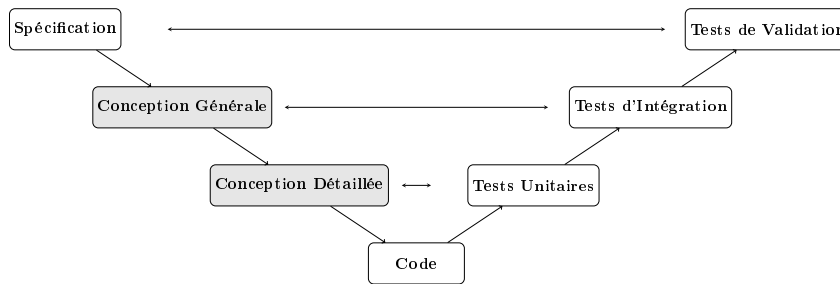 Spécification
Tests de Validation
Conception Générale
Tests d'Intégration
Conception Détaillée
Tests Unitaires
Code